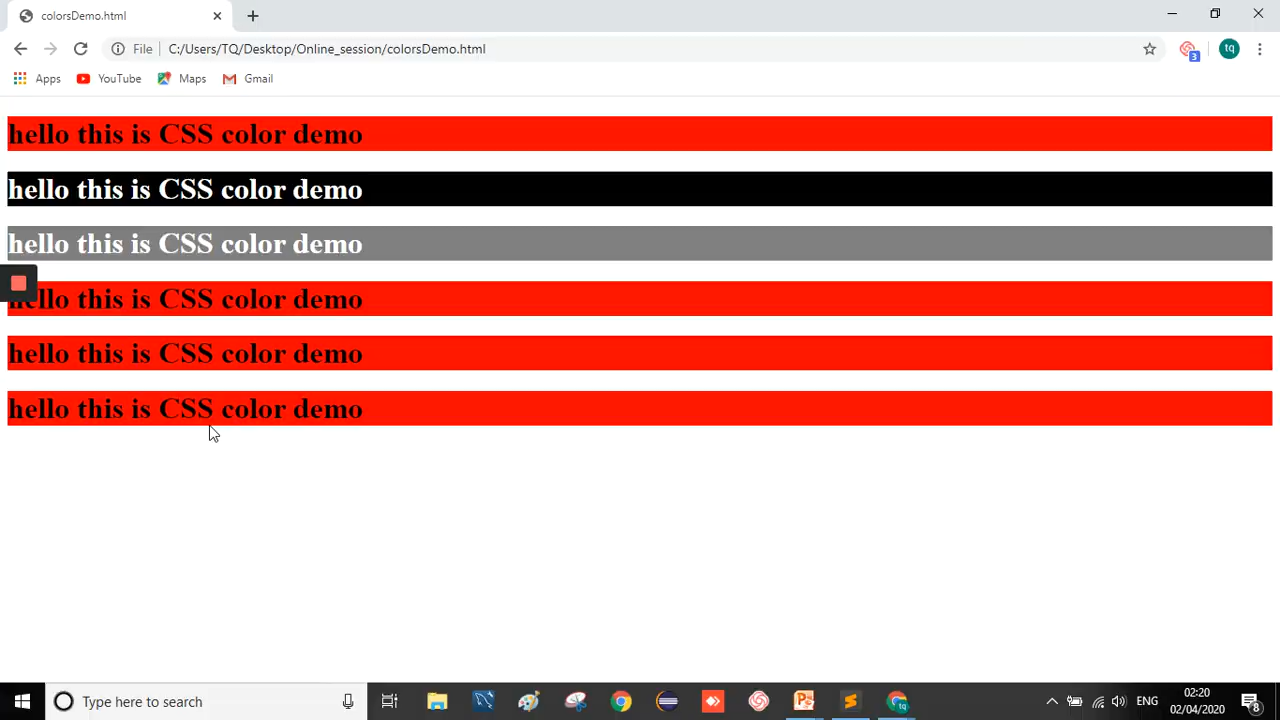 colorsDemo.html
File C:/Users/TQ/Desktop/Online_session/colorsDemo.html
tq
3
Apps YouTube Maps Gmail
hello this is CSS color demo
hello this is CSS color demo
hello this is CSS color demo
hello this is CSS color demo
hello this is CSS color demo
hello this is CSS color demo
Type here to search
ENG
02:20
02/04/2020
8